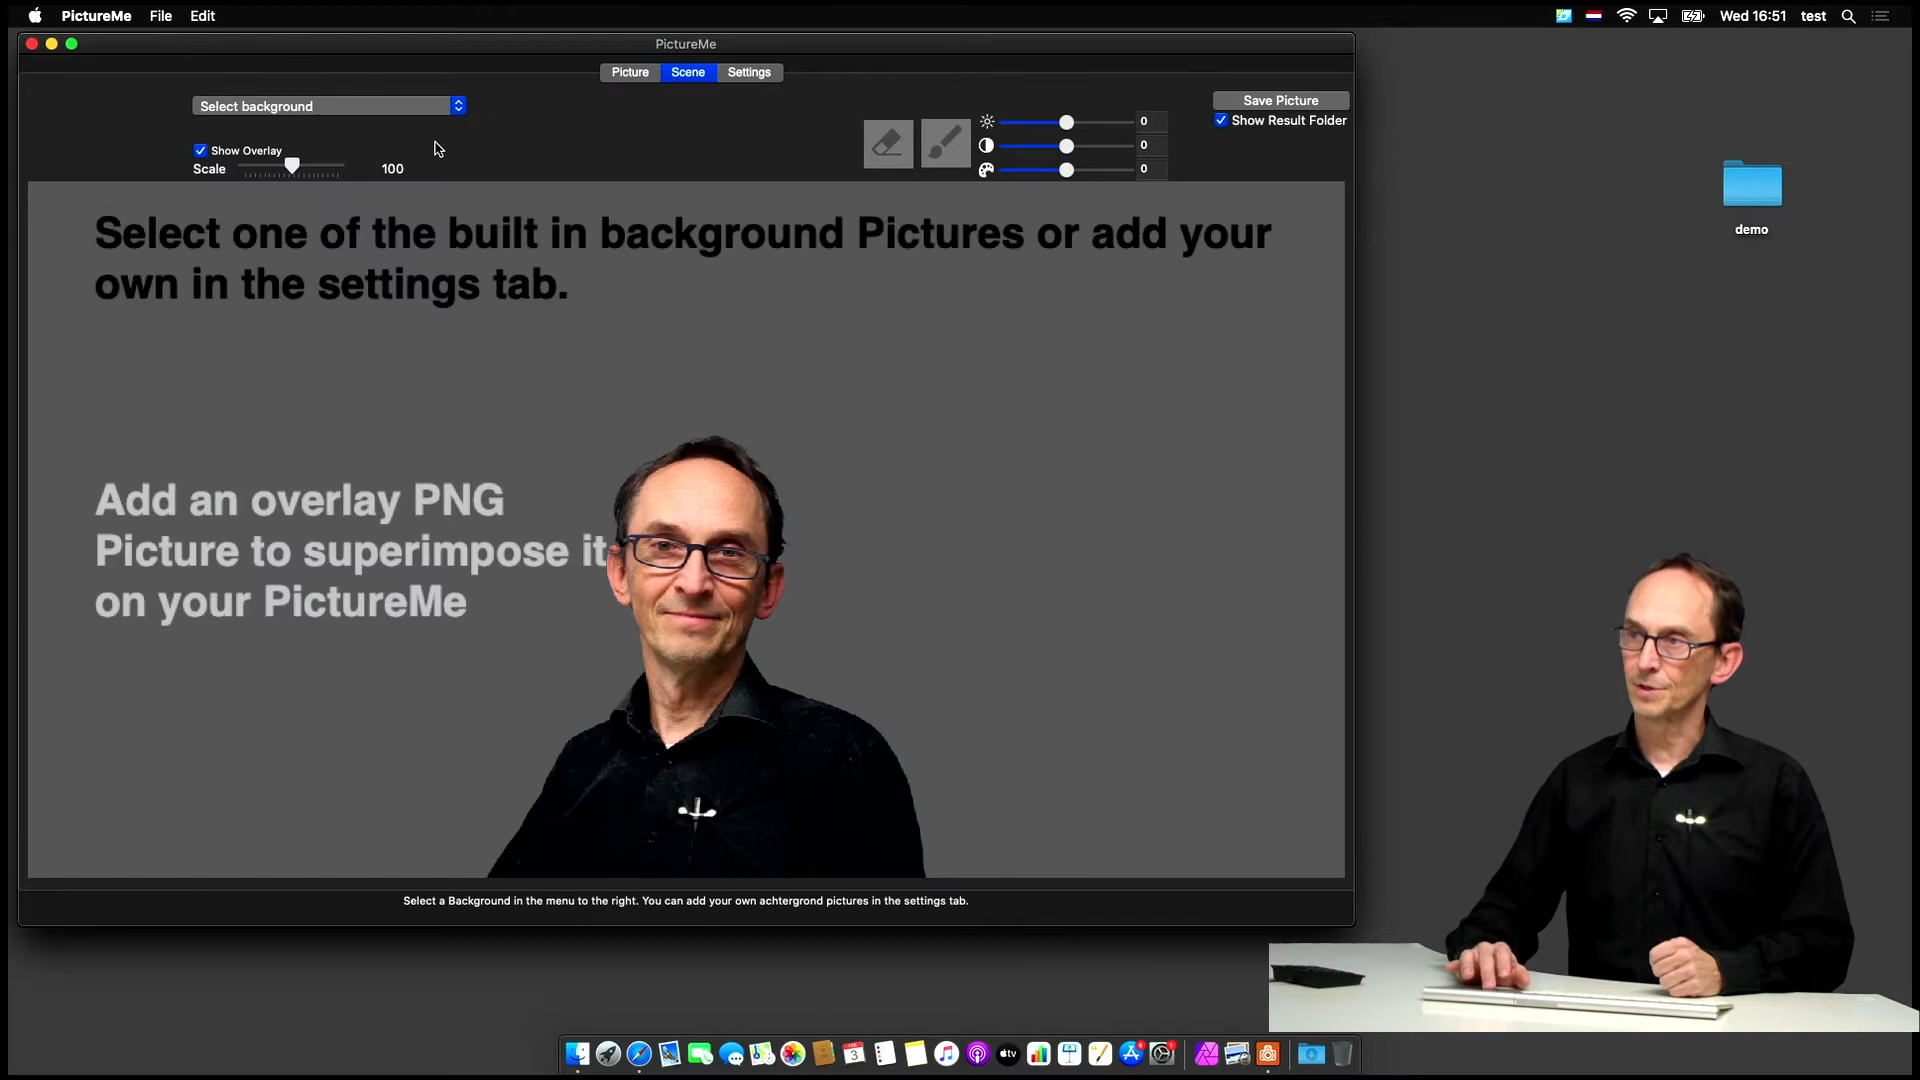 PictureMe File Edit Wed 16:51 test
PictureMe
Picture Scene Settings
Select background
Save Picture
Show Result Folder
0
0
0
Show Overlay
Scale 100
demo
Select one of the built in background Pictures or add your
own in the settings tab.
Add an overlay PNG
Picture to superimpose it
on your PictureMe
Select a Background in the menu to the right. You can add your own achtergrond pictures in the settings tab.
3
tv